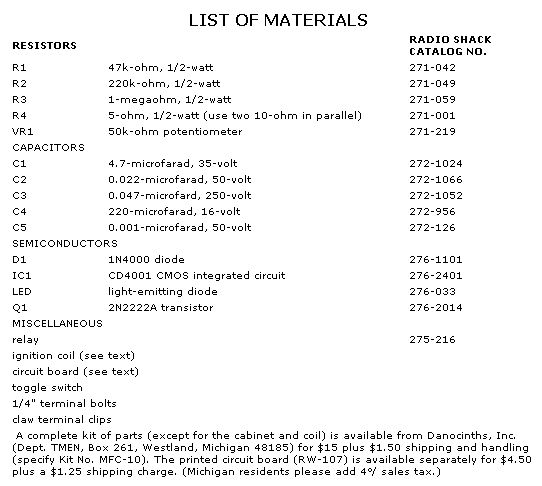 LIST OF MATERIALS
RESISTORS RADIO SHACK CATALOG NO.
R1 47k-ohm, 1/2-watt 271-042
R2 220k-ohm, 1/2-watt 271-049
R3 1-megaohm, 1/2-watt 271-059
R4 5-ohm, 1/2-watt (use two 10-ohm in parallel) 271-001
VR1 50k-ohm potentiometer 271-219
CAPACITORS
C1 4.7-microfarad, 35-volt 272-1024
C2 0.022-microfarad, 50-volt 272-1066
C3 0.047-microfard, 250-volt 272-1052
C4 220-microfarad, 16-volt 272-956
C5 0.001-microfarad, 50-volt 272-126
SEMICONDUCTORS
D1 1N4000 diode 276-1101
IC1 CD4001 CMOS integrated circuit 276-2401
LED light-emitting diode 276-033
Q1 2N2222A transistor 276-2014
MISCELLANEOUS
relay 275-216
ignition coil (see text)
circuit board (see text)
toggle switch
1/4" terminal bolts
claw terminal clips
A complete kit of parts (except for the cabinet and coil) is available from Danocinths, Inc.
(Dept. TMEN, Box 261, Westland, Michigan 48185) for $15 plus $1.50 shipping and handling
(specify Kit No. MFC-10). The printed circuit board (RW-107) is available separately for $4.50
plus a $1.25 shipping charge. (Michigan residents please add 4% sales tax.)